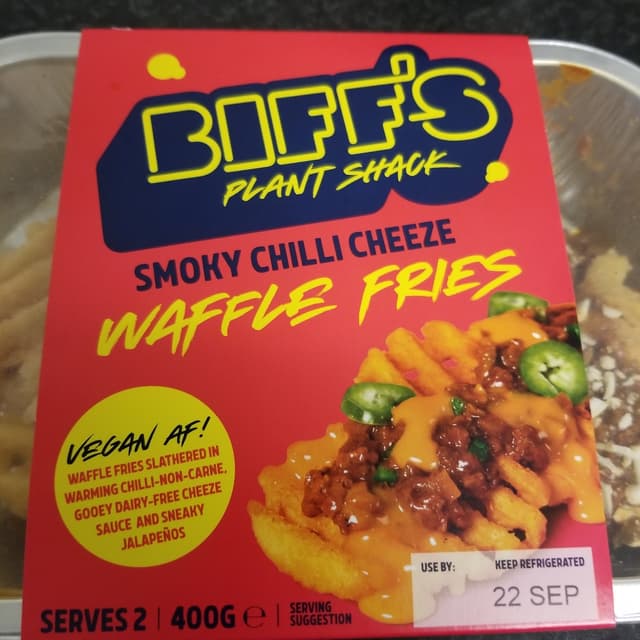 BIFF'S
PLANT SHACK
SMOKY CHILLI CHEEZE
WAFFLE FRIES
VEGAN AF!
WAFFLE FRIES SLATHERED IN
WARMING CHILLI-NON-CARNE,
GOOEY DAIRY-FREE CHEEZE
SAUCE AND SNEAKY
JALAPEÑOS
USE BY: KEEP REFRIGERATED
22 SEP
SERVES 2 | 400G ℮ | SERVING
SUGGESTION